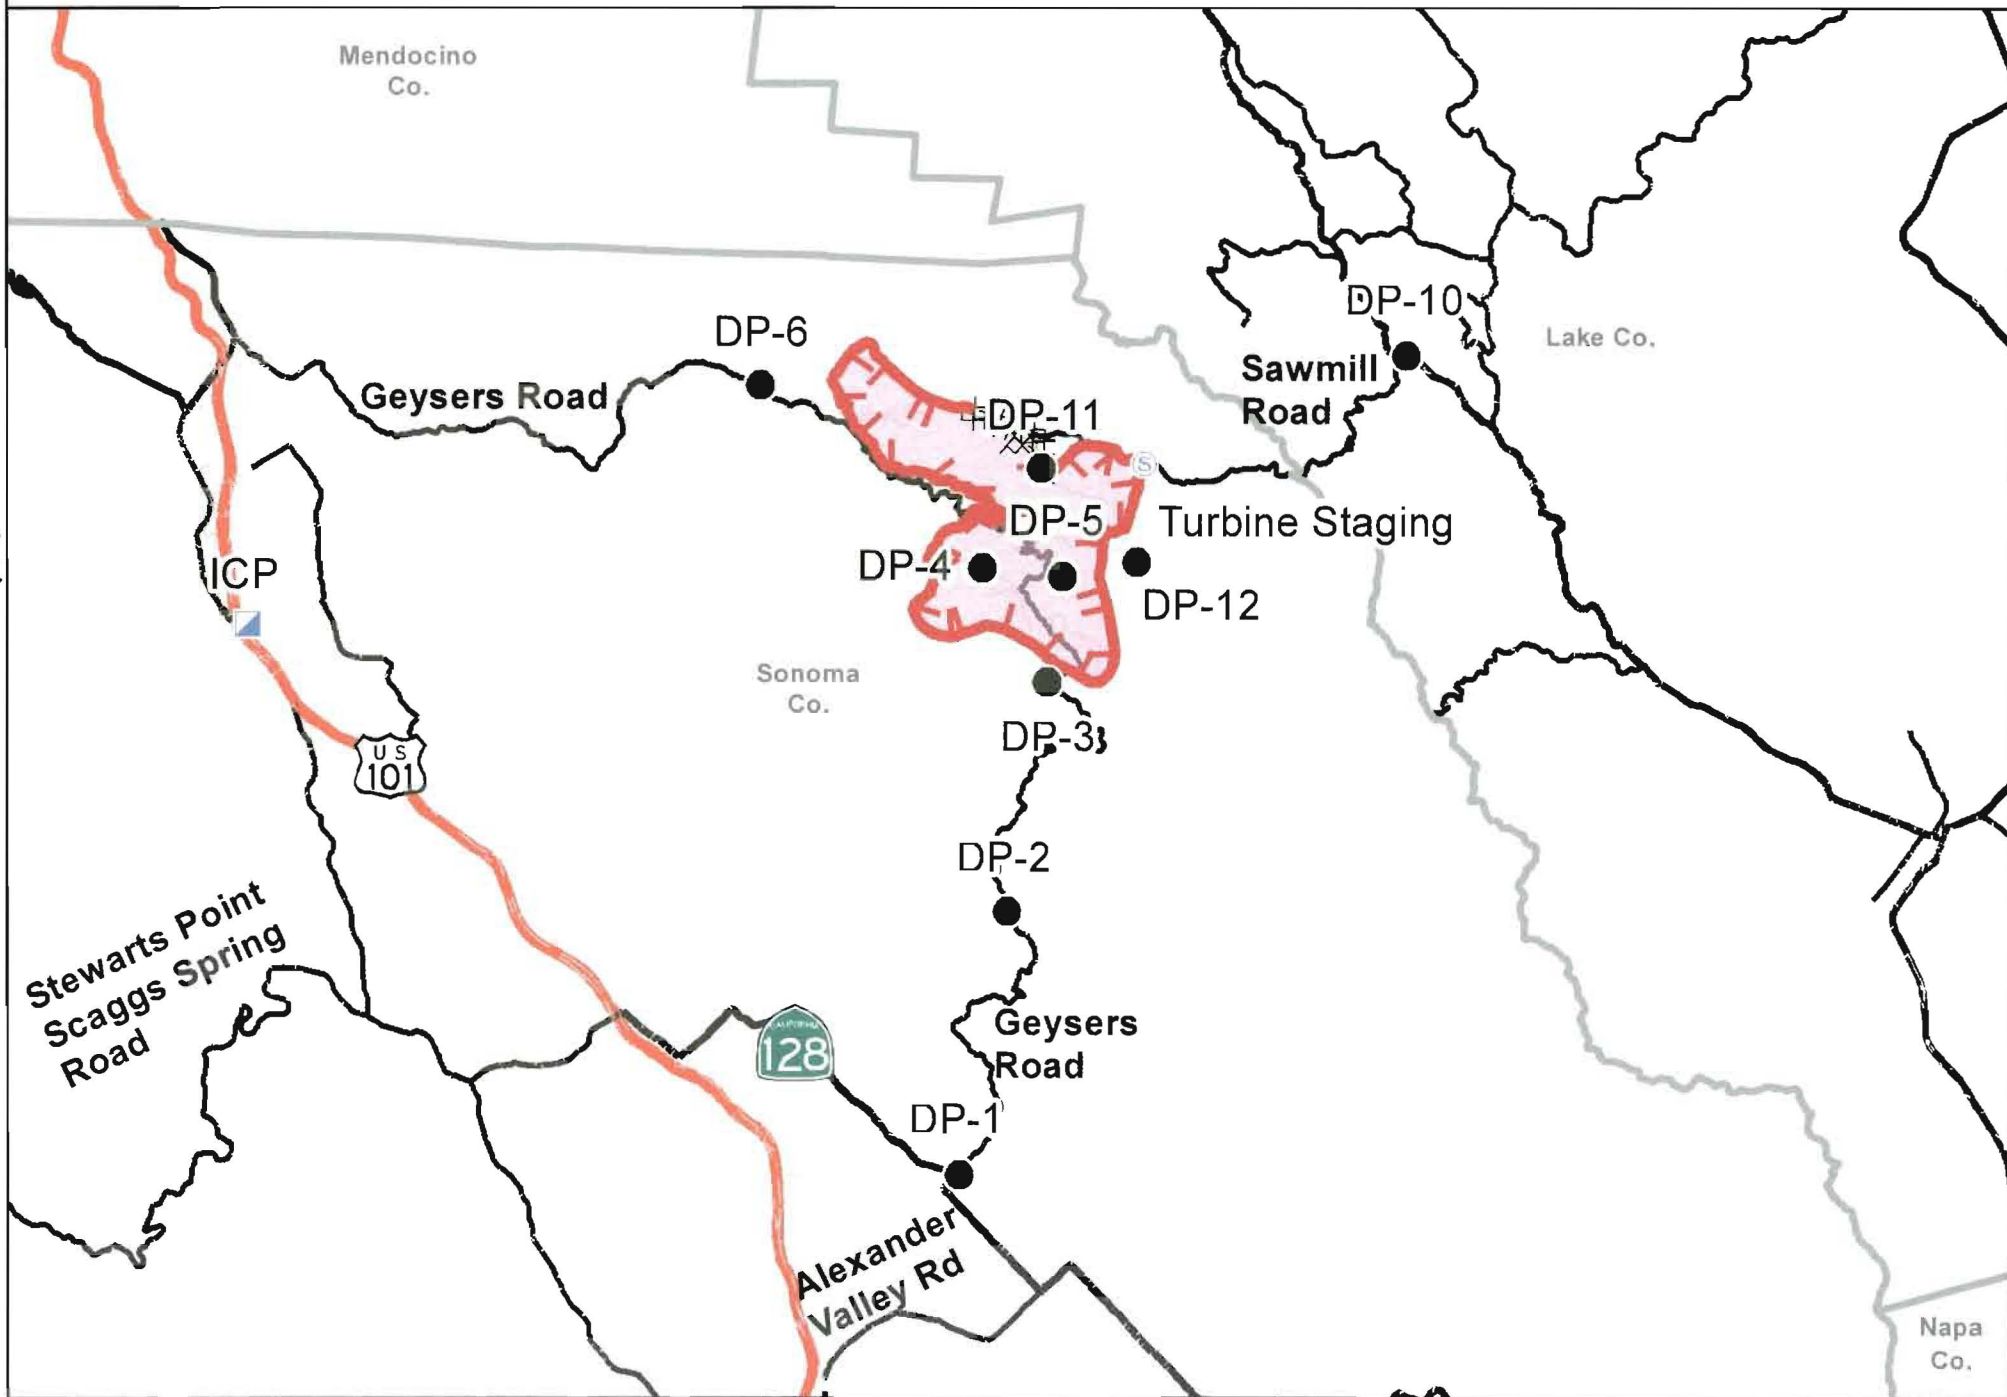 Mendocino
Co.
DP-6
DP-10
Lake Co.
Sawmill
Road
Geysers Road
DP-11
S
DP-5
Turbine Staging
DP-4
ICP
DP-12
Sonoma
Co.
DP-3
U S
101
DP-2
Stewarts Point
Scaggs Spring
Road
Geysers
Road
CALIFORNIA
128
DP-1
Alexander
Valley Rd
Napa
Co.